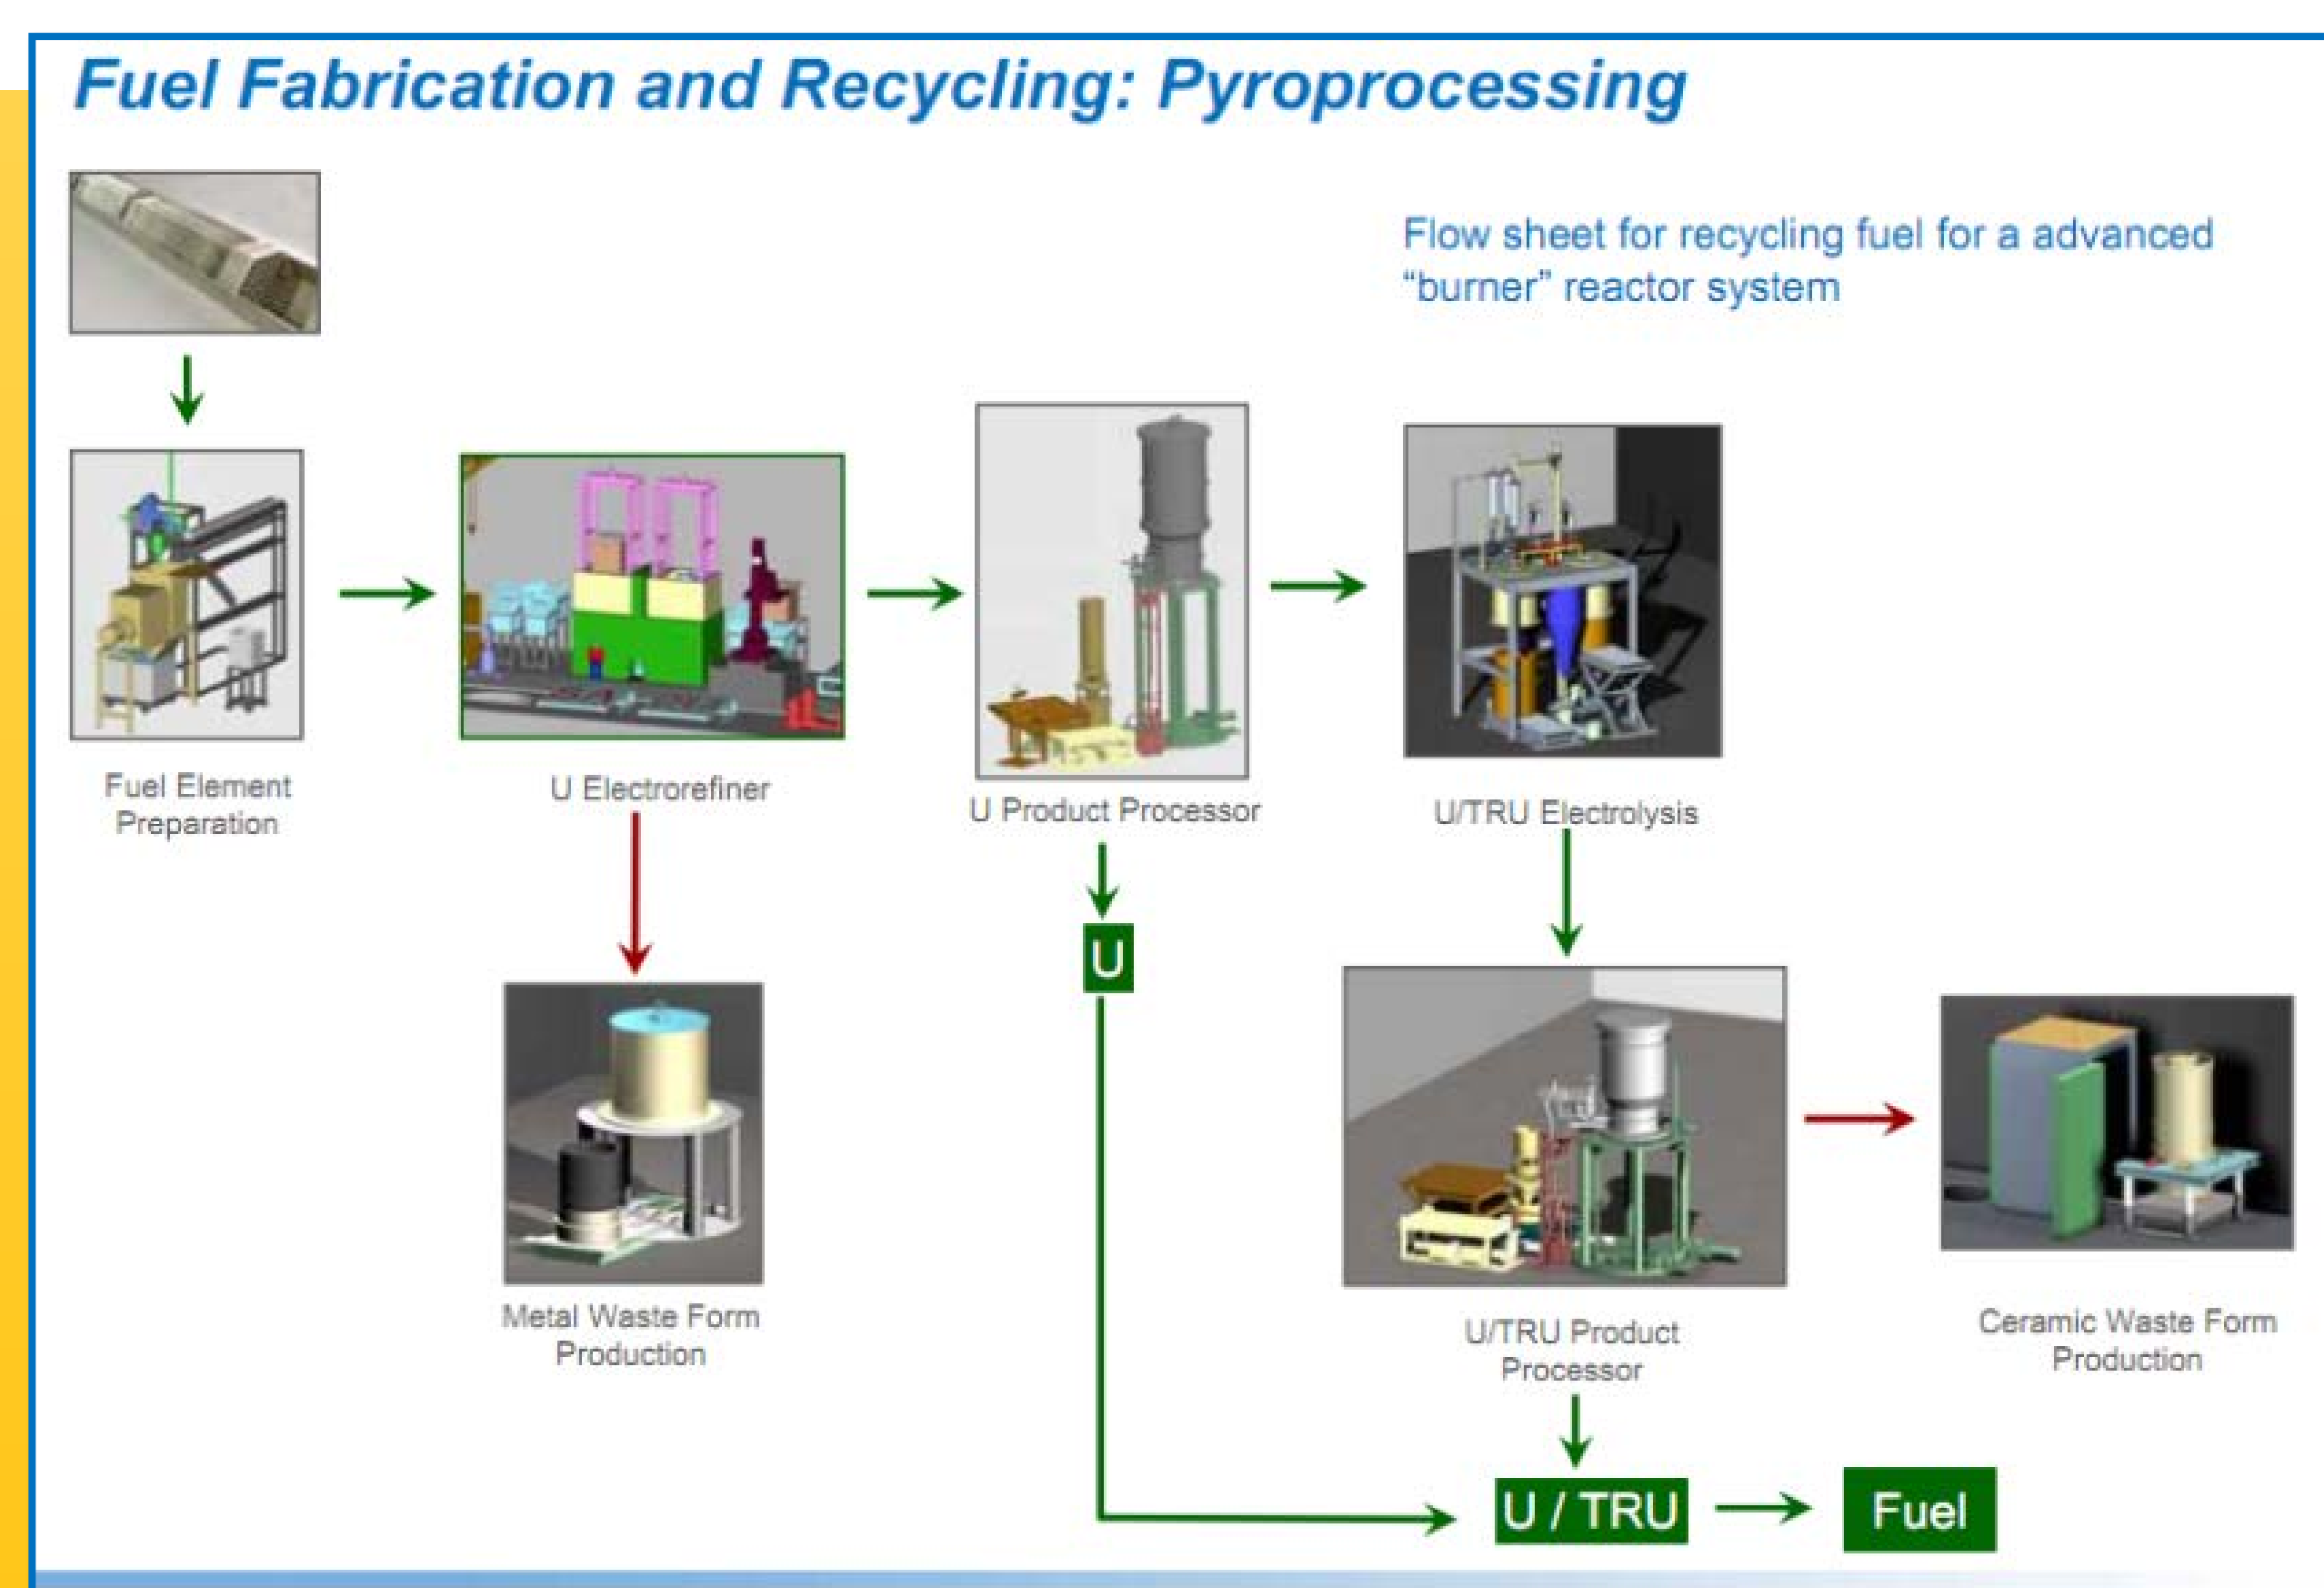 Fuel Fabrication and Recycling: Pyroprocessing
Flow sheet for recycling fuel for a advanced
“burner” reactor system
Fuel Element
Preparation
U Electrorefiner
U Product Processor
U/TRU Electrolysis
U
Metal Waste Form
Production
U/TRU Product
Processor
Ceramic Waste Form
Production
U / TRU
Fuel